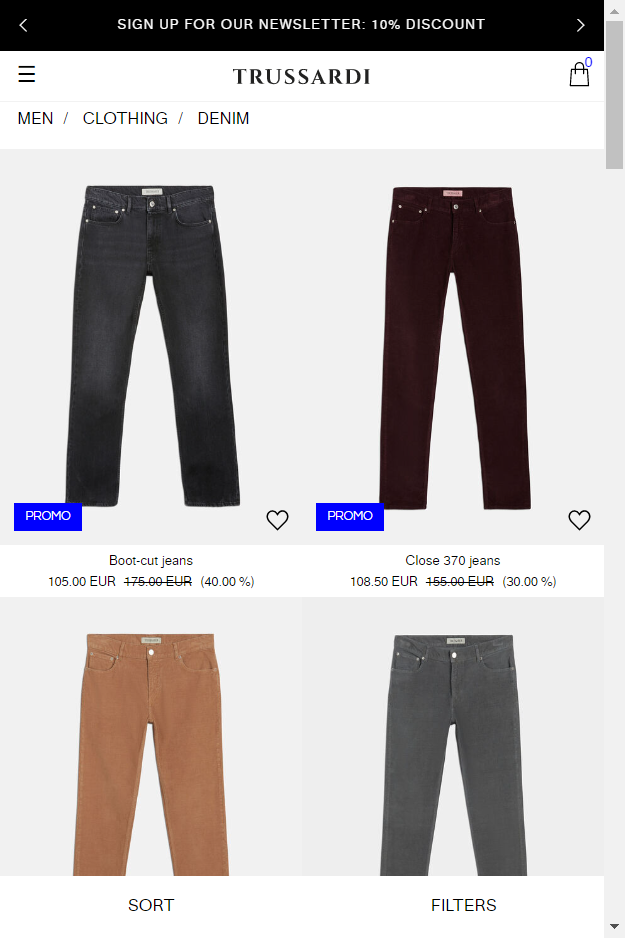 SIGN UP FOR OUR NEWSLETTER: 10% DISCOUNT
TRUSSARDI
0
MEN / CLOTHING / DENIM
PROMO
PROMO
Boot-cut jeans
105.00 EUR 175.00 EUR (40.00 %)
Close 370 jeans
108.50 EUR 155.00 EUR (30.00 %)
SORT
FILTERS